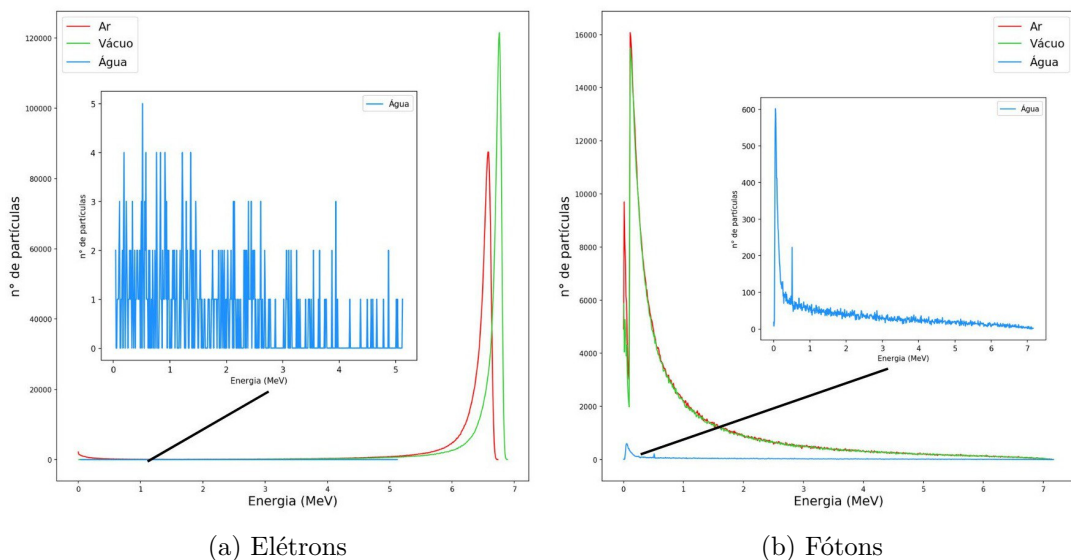 Ar
Vácuo
Água
120000
100000
80000
60000
40000
20000
0
n° de partículas
0 1 2 3 4 5 6 7
Energia (MeV)
Água
5
4
3
2
1
0
n° de partículas
0 1 2 3 4 5
Energia (MeV)
(a) Elétrons
Ar
Vácuo
Água
16000
14000
12000
10000
8000
6000
4000
2000
0
n° de partículas
0 1 2 3 4 5 6 7
Energia (MeV)
Água
600
500
400
300
200
100
0
n° de partículas
0 1 2 3 4 5 6 7
Energia (MeV)
(b) Fótons